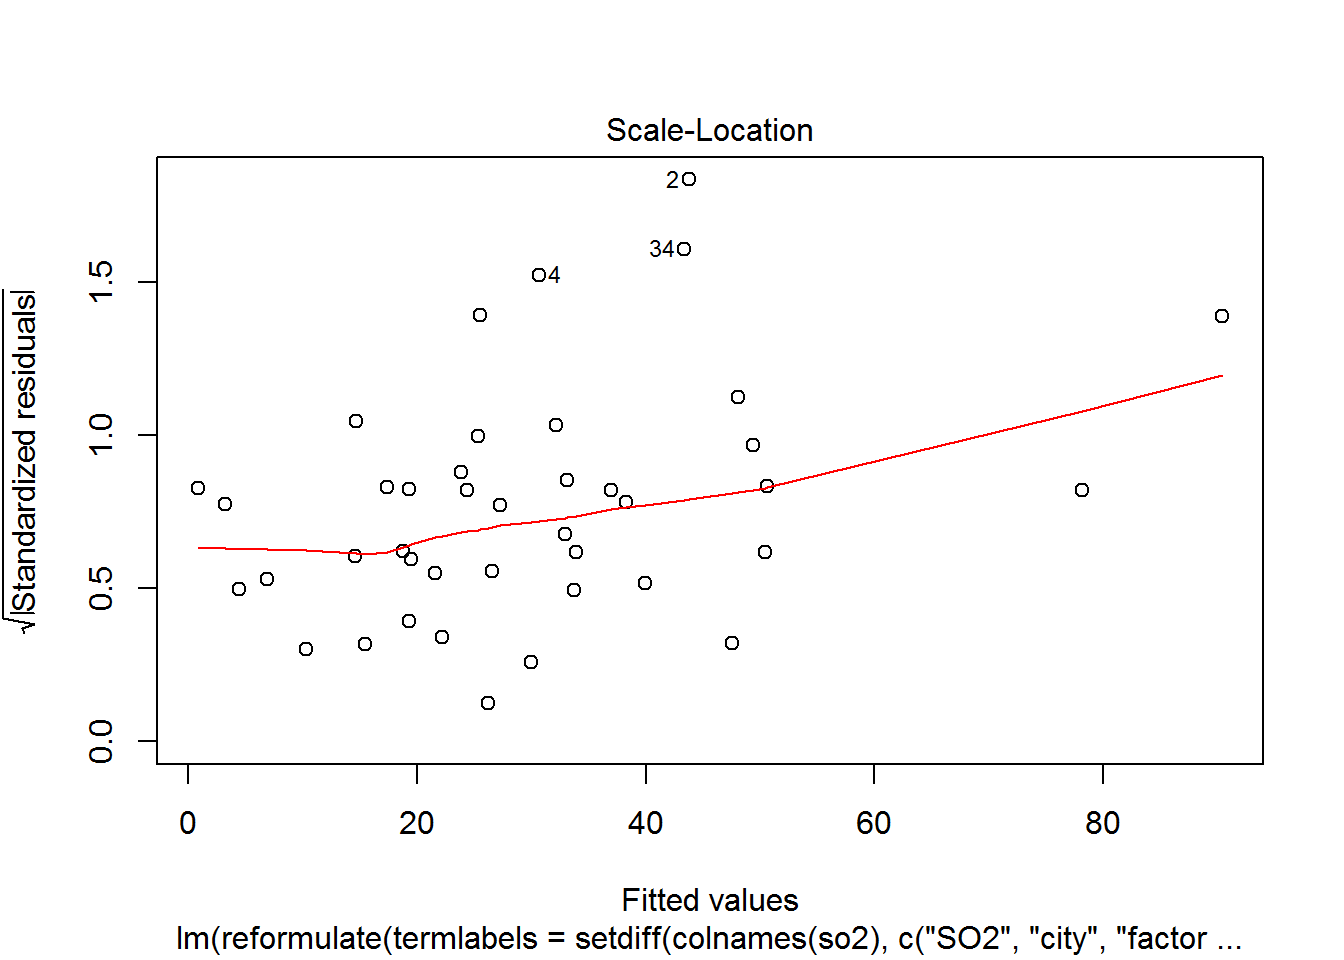 Scale-Location
2
34
4
1.5
1.0
0.5
0.0
√|Standardized residuals|
0 20 40 60 80
Fitted values
lm(reformulate(termlabels = setdiff(colnames(so2), c("SO2", "city", "factor ...